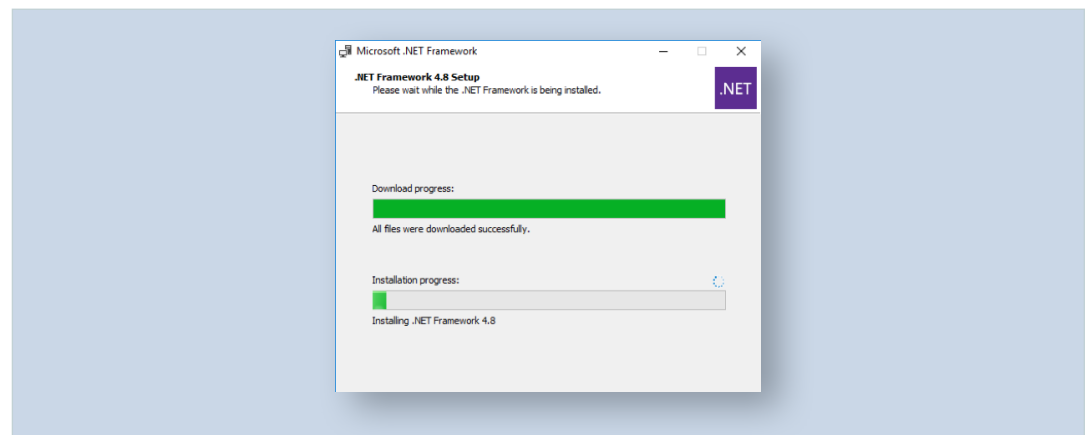 Microsoft .NET Framework
.NET Framework 4.8 Setup
Please wait while the .NET Framework is being installed.
.NET
Download progress:
All files were downloaded successfully.
Installation progress:
Installing .NET Framework 4.8